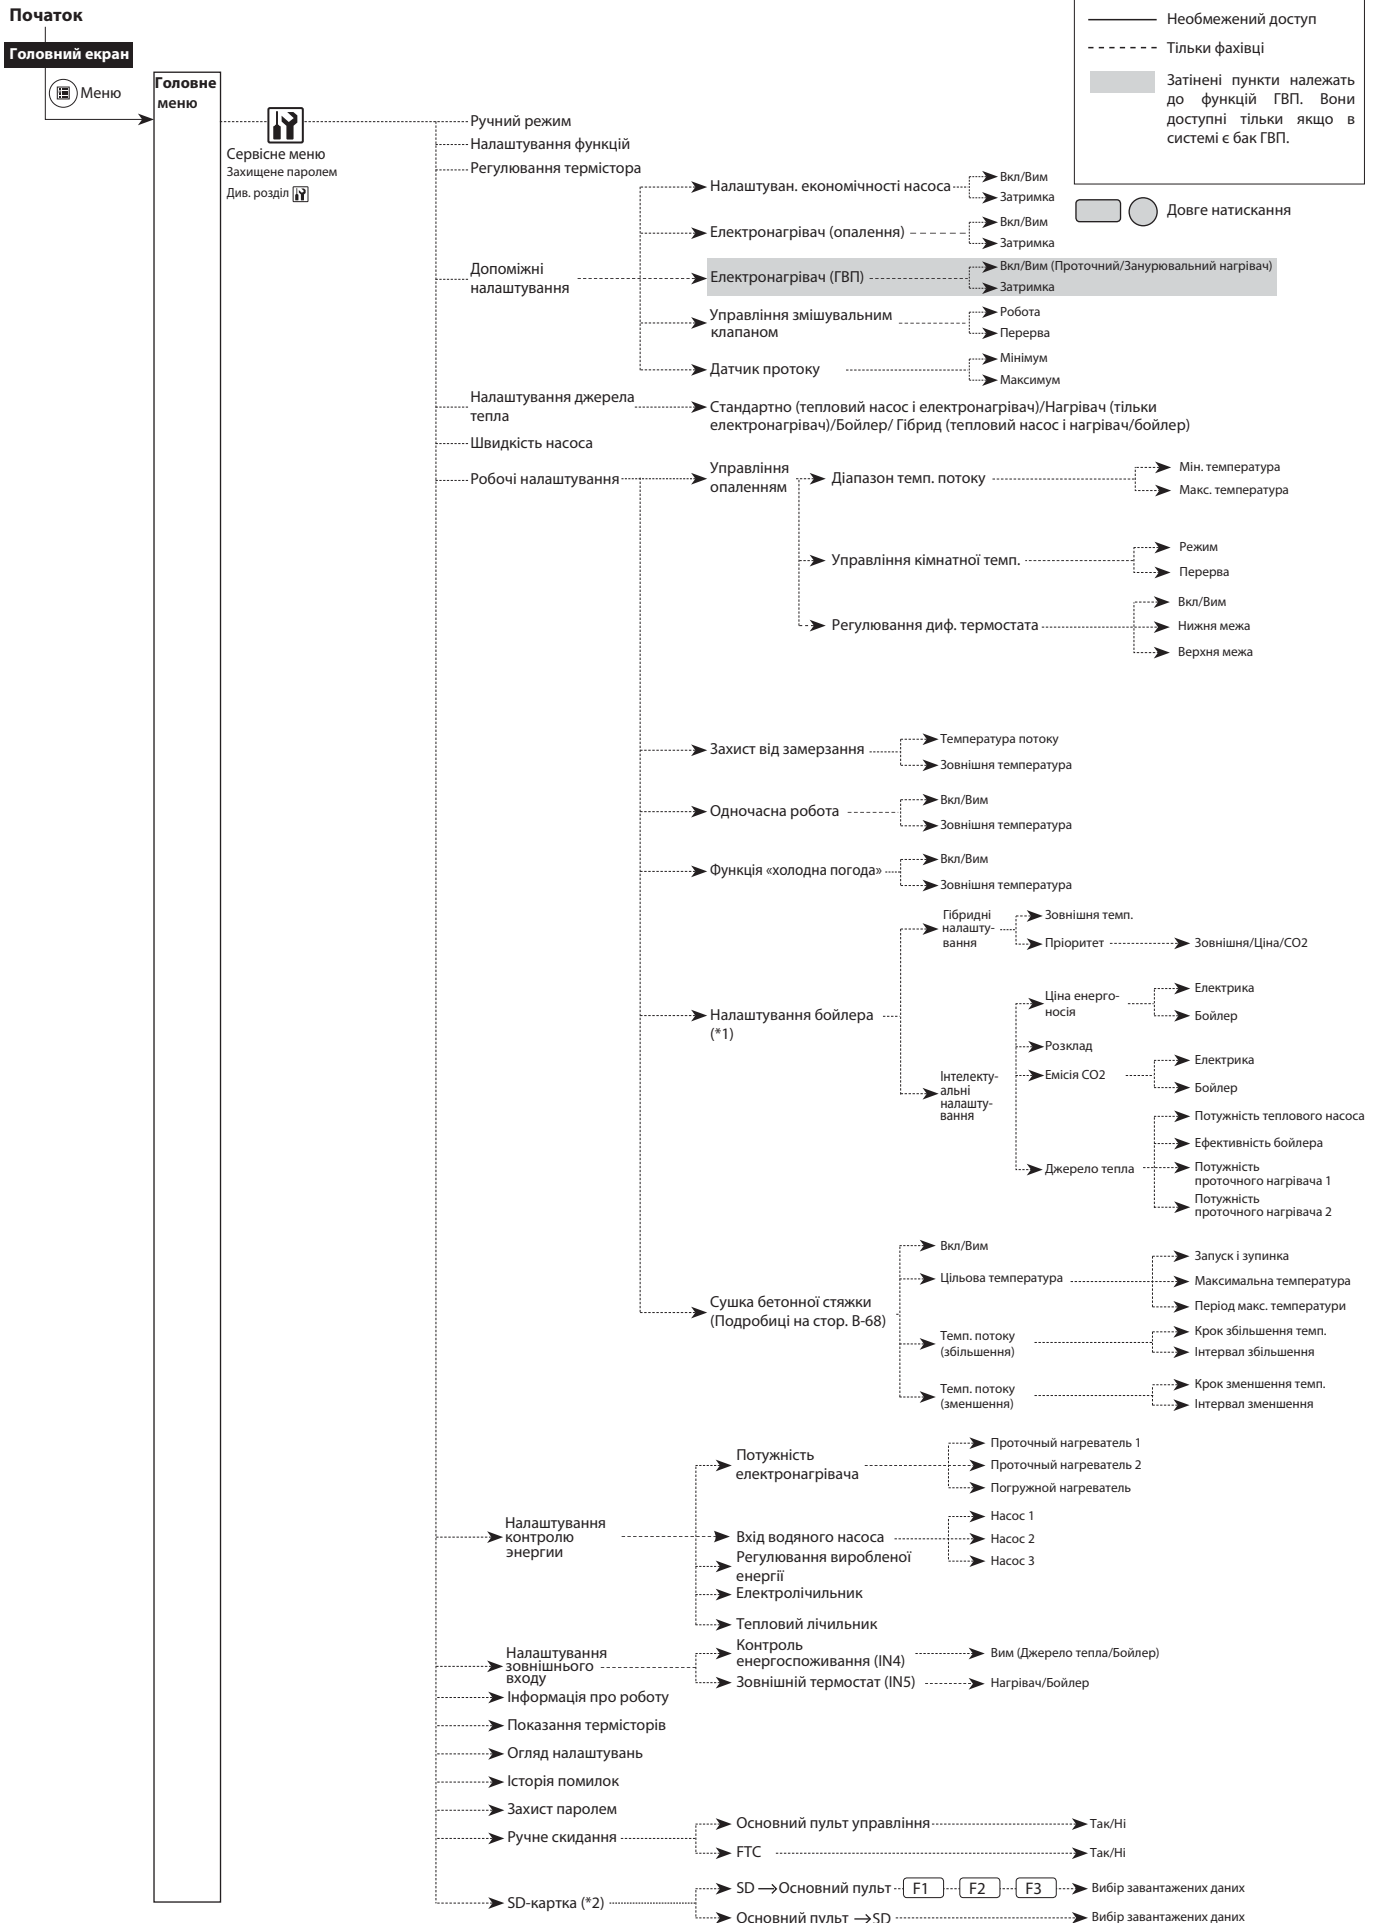 Початок
Головний екран
Меню
Головне
меню
Необмежений доступ
Тільки фахівці
Затінені пункти належать
до функцій ГВП. Вони
доступні тільки якщо в
системі є бак ГВП.
Довге натискання
Сервісне меню
Захищене паролем
Див. розділ
Ручний режим
Налаштування функцій
Регулювання термістора
Допоміжні
налаштування
Налаштуван. економічності насоса
Вкл/Вим
Затримка
Електронагрівач (опалення)
Вкл/Вим
Затримка
Електронагрівач (ГВП)
Вкл/Вим (Проточний/Занурювальний нагрівач)
Затримка
Управління змішувальним
клапаном
Робота
Перерва
Датчик протоку
Мінімум
Максимум
Налаштування джерела
тепла
Стандартно (тепловий насос і електронагрівач)/Нагрівач (тільки
електронагрівач)/Бойлер/ Гібрид (тепловий насос і нагрівач/бойлер)
Швидкість насоса
Робочі налаштування
Управління
опаленням
Діапазон темп. потоку
Мін. температура
Макс. температура
Управління кімнатної темп.
Режим
Перерва
Регулювання диф. термостата
Вкл/Вим
Нижня межа
Верхня межа
Захист від замерзання
Температура потоку
Зовнішня температура
Одночасна робота
Вкл/Вим
Зовнішня температура
Функція «холодна погода»
Вкл/Вим
Зовнішня температура
Налаштування бойлера
(*1)
Гібридні
налашту-
вання
Зовнішня темп.
Пріоритет
Зовнішня/Ціна/CO2
Інтелекту-
альні
налашту-
вання
Ціна енерго-
носія
Електрика
Бойлер
Розклад
Емісія CO2
Електрика
Бойлер
Джерело тепла
Потужність теплового насоса
Ефективність бойлера
Потужність
проточного нагрівача 1
Потужність
проточного нагрівача 2
Сушка бетонної стяжки
(Подробиці на стор. В-68)
Вкл/Вим
Цільова температура
Запуск і зупинка
Максимальна температура
Період макс. температури
Темп. потоку
(збільшення)
Крок збільшення темп.
Інтервал збільшення
Темп. потоку
(зменшення)
Крок зменшення темп.
Інтервал зменшення
Налаштування
контролю
энергии
Потужність
електронагрівача
Проточный нагреватель 1
Проточный нагреватель 2
Погружной нагреватель
Вхід водяного насоса
Насос 1
Насос 2
Насос 3
Регулювання виробленої
енергії
Електролічильник
Тепловий лічильник
Налаштування
зовнішнього
входу
Контроль
енергоспоживання (IN4)
Вим (Джерело тепла/Бойлер)
Зовнішній термостат (IN5)
Нагрівач/Бойлер
Інформація про роботу
Показання термісторів
Огляд налаштувань
Історія помилок
Захист паролем
Ручне скидання
Основний пульт управління
Так/Ні
FTC
Так/Ні
SD-картка (*2)
SD → Основний пульт F1 F2 F3 Вибір завантажених даних
Основний пульт → SD Вибір завантажених даних